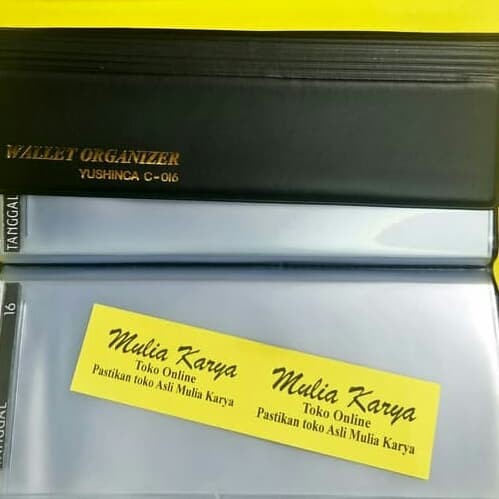 WALLET ORGANIZER
YUSHINCA C-016
TANGGAL
16
TANGGAL
Mulia Karya
Toko Online
Pastikan toko Asli Mulia Karya
Mulia Karya
Toko Online
Pastikan toko Asli Mulia Karya